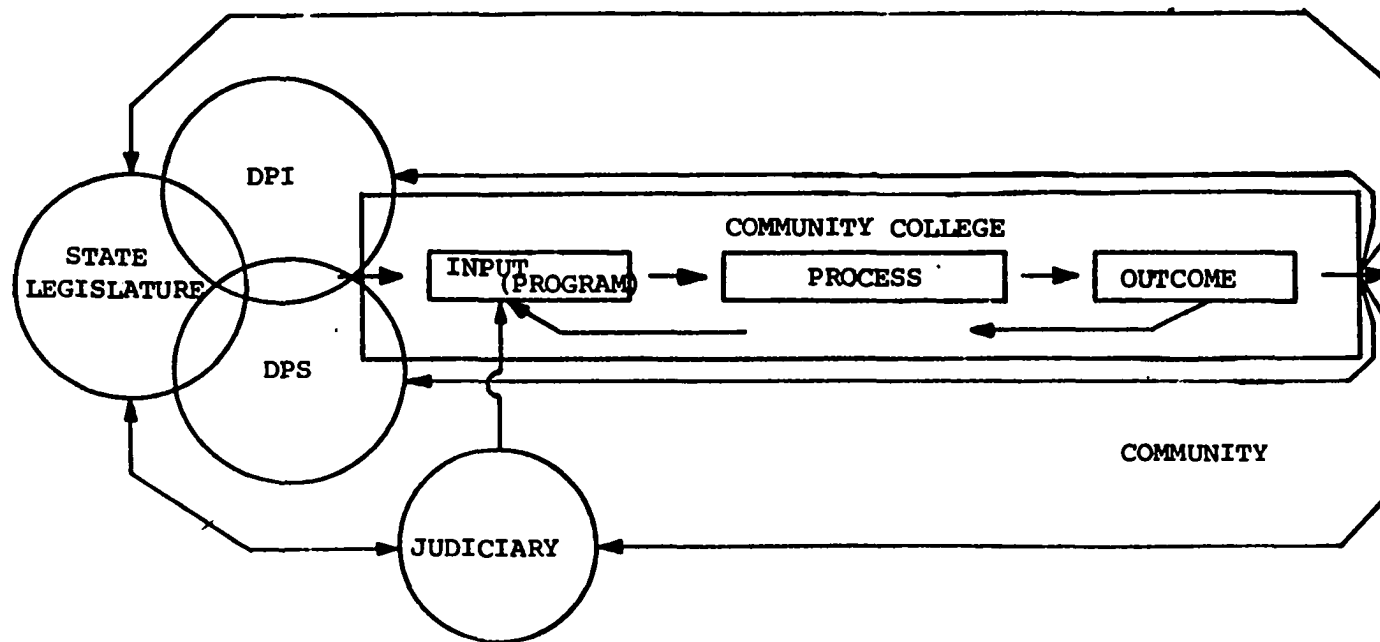 DPI
STATE
LEGISLATURE
COMMUNITY COLLEGE
INPUT
(PROGRAM)
PROCESS
OUTCOME
DPS
COMMUNITY
JUDICIARY